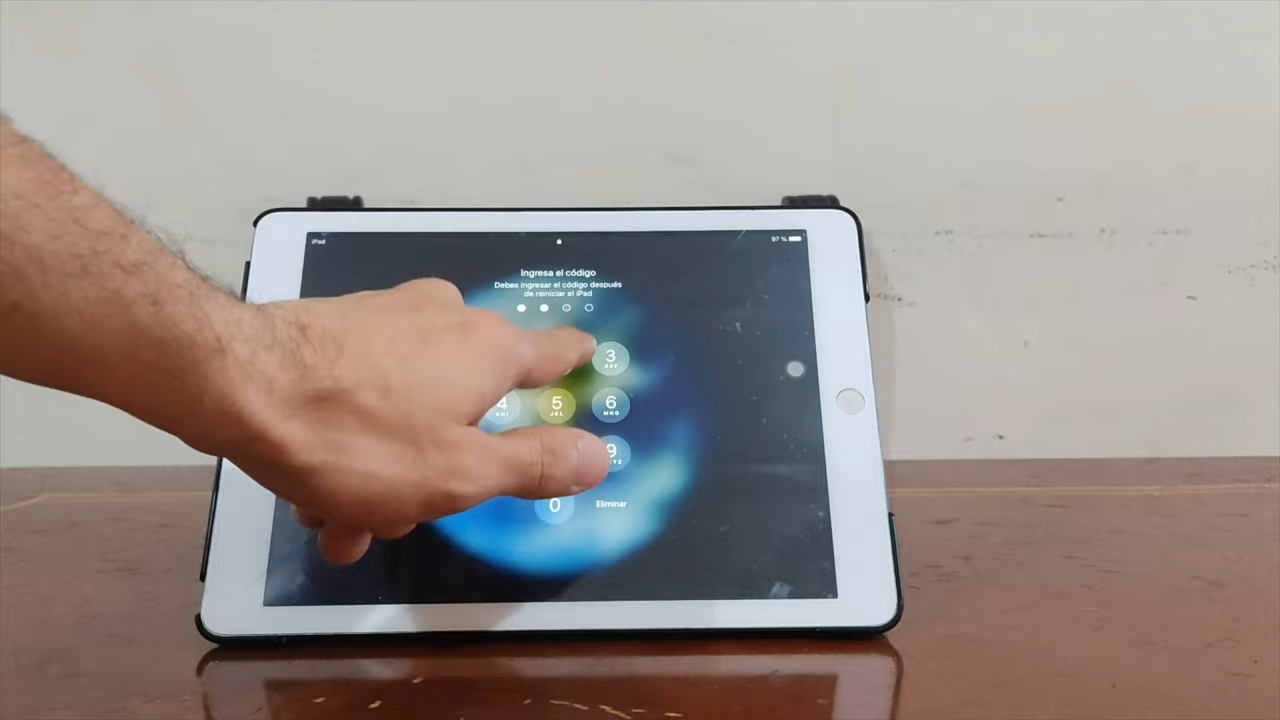 iPad 97 %
Ingresa el código
Debes ingresar el código después
de reiniciar el iPad
3
DEF
4 5 6
GHI JKL MNO
9
0 Eliminar